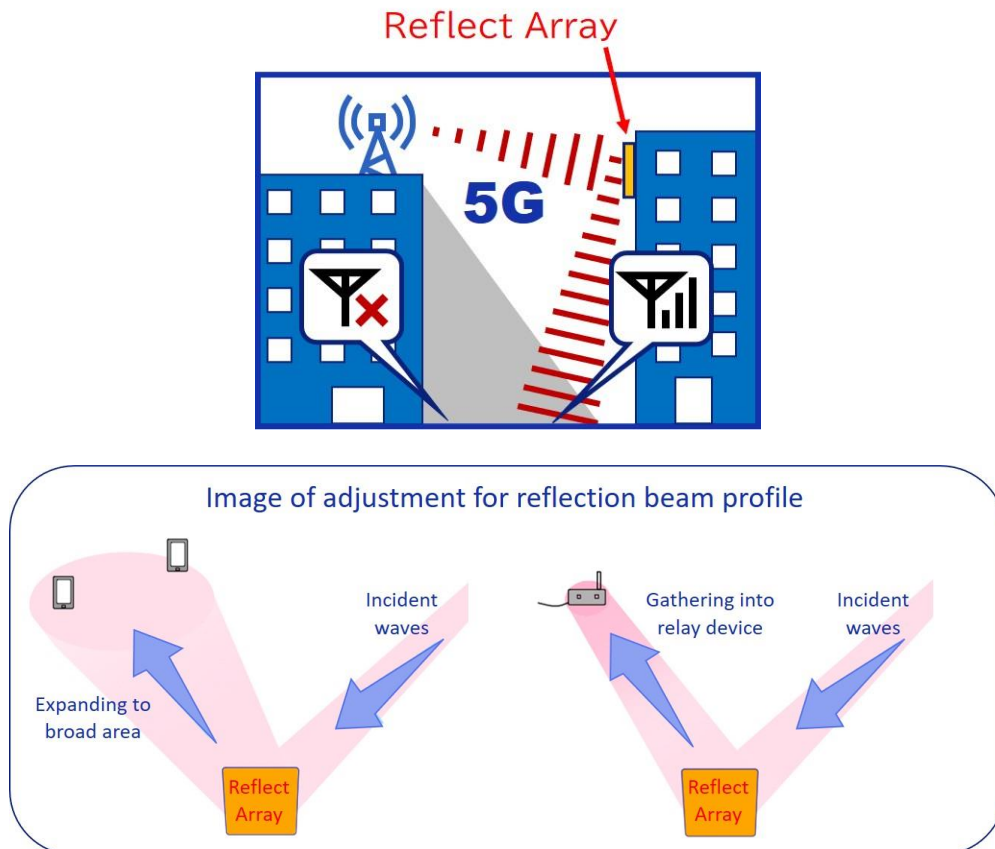 Reflect Array
5G
Image of adjustment for reflection beam profile
Incident
waves
Expanding to
broad area
Reflect
Array
Gathering into
relay device
Incident
waves
Reflect
Array